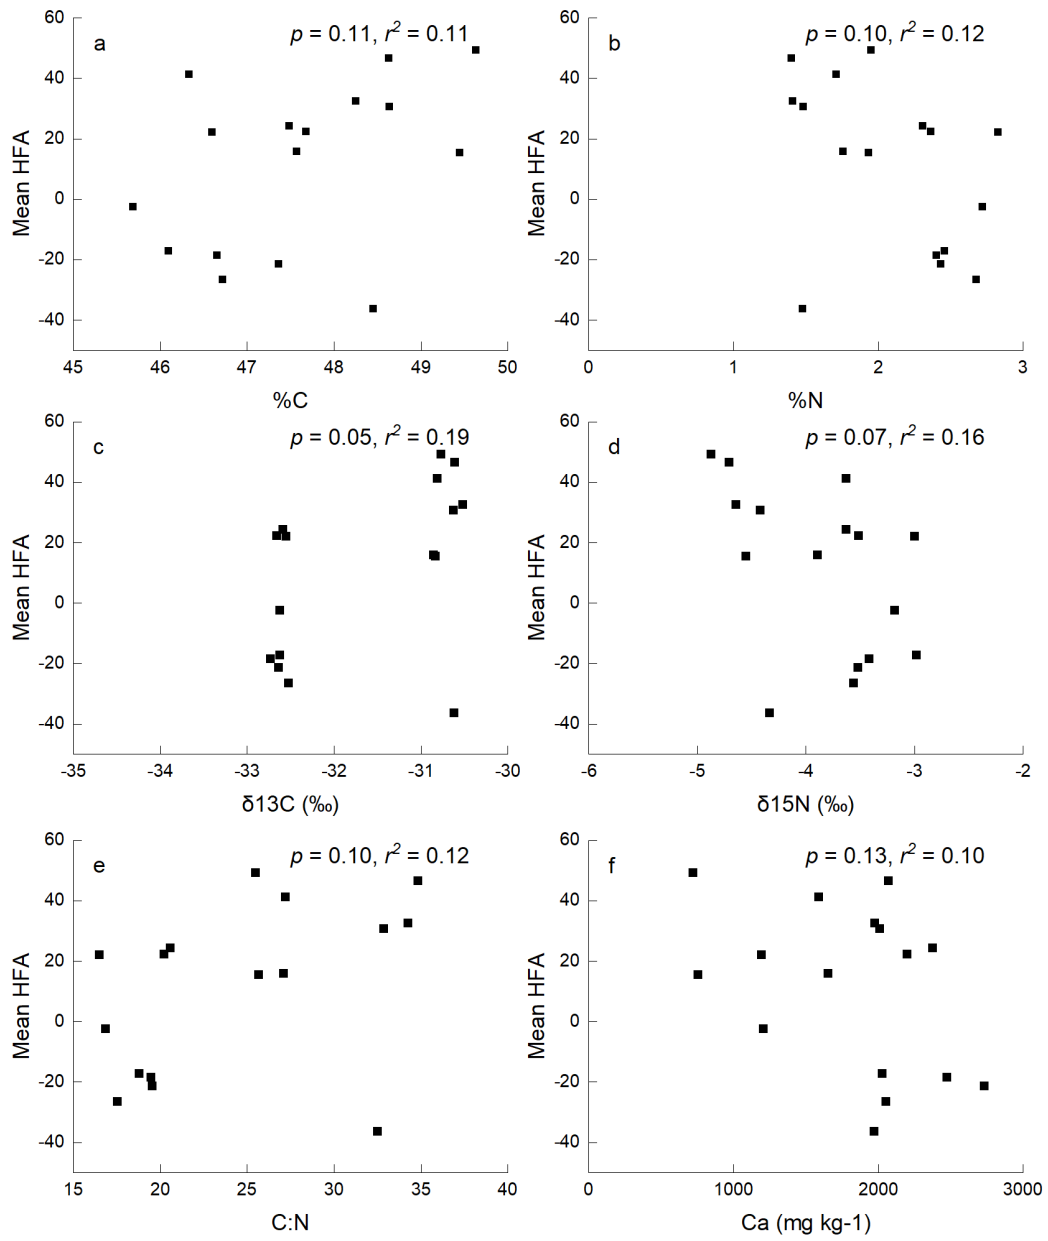 a
p = 0.11, r² = 0.11
Mean HFA
60
40
20
0
-20
-40
45
46
47
48
49
50
%C
b
p = 0.10, r² = 0.12
Mean HFA
60
40
20
0
-20
-40
0
1
2
3
%N
c
p = 0.05, r² = 0.19
Mean HFA
60
40
20
0
-20
-40
-35
-34
-33
-32
-31
-30
δ13C (‰)
d
p = 0.07, r² = 0.16
Mean HFA
60
40
20
0
-20
-40
-6
-5
-4
-3
-2
δ15N (‰)
e
p = 0.10, r² = 0.12
Mean HFA
60
40
20
0
-20
-40
15
20
25
30
35
40
C:N
f
p = 0.13, r² = 0.10
Mean HFA
60
40
20
0
-20
-40
0
1000
2000
3000
Ca (mg kg-1)